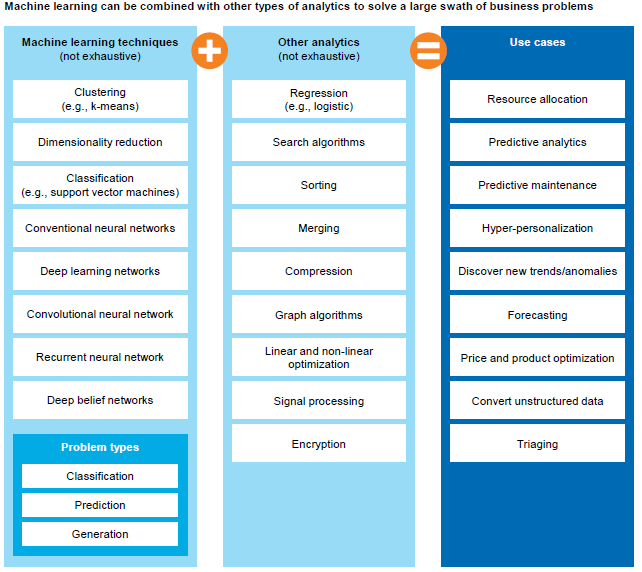 Machine learning can be combined with other types of analytics to solve a large swath of business problems
Machine learning techniques
(not exhaustive)
Clustering
(e.g., k-means)
Dimensionality reduction
Classification
(e.g., support vector machines)
Conventional neural networks
Deep learning networks
Convolutional neural network
Recurrent neural network
Deep belief networks
Problem types
Classification
Prediction
Generation
+
Other analytics
(not exhaustive)
Regression
(e.g., logistic)
Search algorithms
Sorting
Merging
Compression
Graph algorithms
Linear and non-linear
optimization
Signal processing
Encryption
=
Use cases
Resource allocation
Predictive analytics
Predictive maintenance
Hyper-personalization
Discover new trends/anomalies
Forecasting
Price and product optimization
Convert unstructured data
Triaging